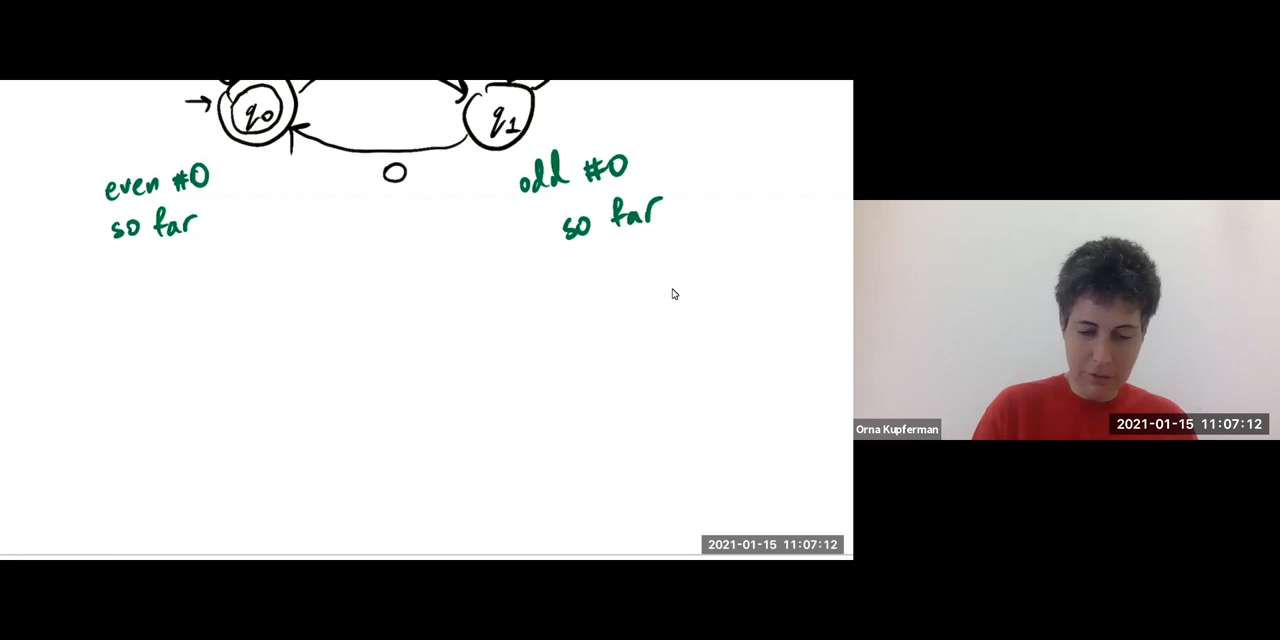 q0
q1
0
even #0
so far
odd #0
so far
Orna Kupferman
2021-01-15 11:07:12
2021-01-15 11:07:12